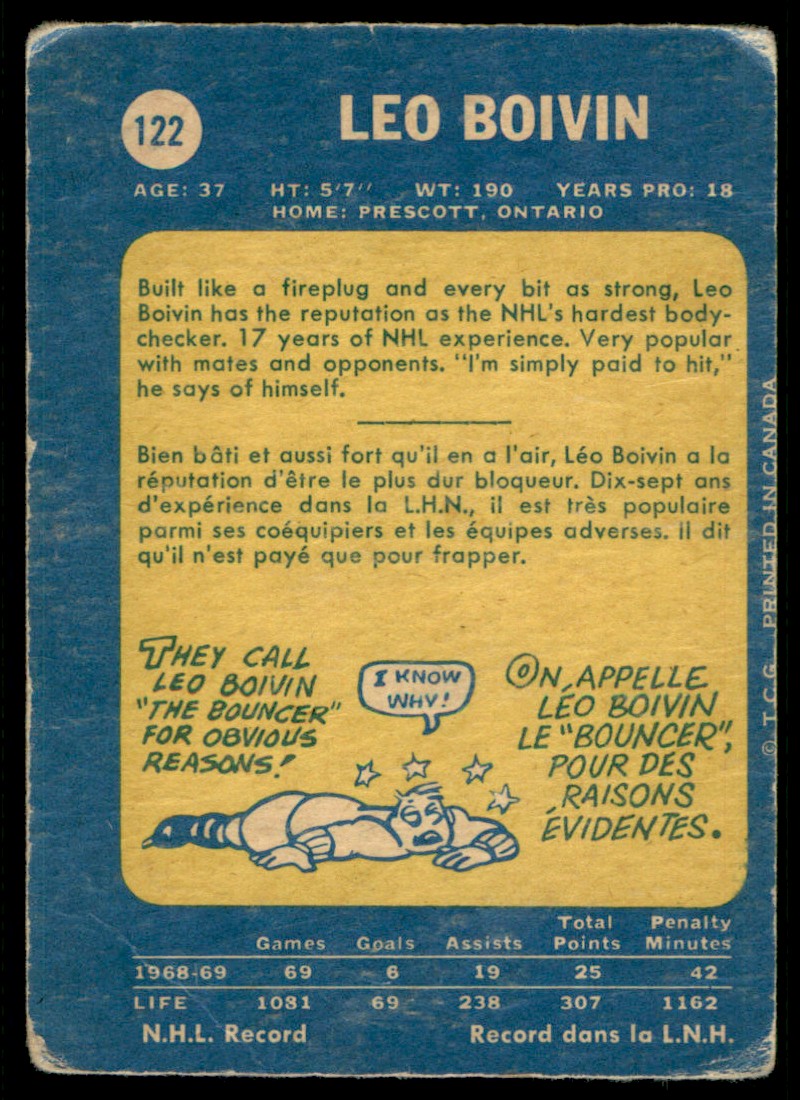 122
LEO BOIVIN
AGE: 37 HT: 5'7" WT: 190 YEARS PRO: 18
HOME: PRESCOTT, ONTARIO
Built like a fireplug and every bit as strong, Leo
Boivin has the reputation as the NHL's hardest body-
checker. 17 years of NHL experience. Very popular
with mates and opponents. "I'm simply paid to hit,"
he says of himself.
Bien bâti et aussi fort qu'il en a l'air, Léo Boivin a la
réputation d'être le plus dur bloqueur. Dix-sept ans
d'expérience dans la L.H.N., il est très populaire
parmi ses coéquipiers et les équipes adverses. Il dit
qu'il n'est payé que pour frapper.
THEY CALL
LEO BOIVIN
"THE BOUNCER"
FOR OBVIOUS
REASONS!
I KNOW
WHY!
ON APPELLE
LÉO BOIVIN
LE "BOUNCER",
POUR DES
RAISONS
ÉVIDENTES.
© T.C.G. PRINTED IN CANADA
Games Goals Assists Total Points Penalty Minutes
1968-69 69 6 19 25 42
LIFE 1081 69 238 307 1162
N.H.L. Record Record dans la L.N.H.